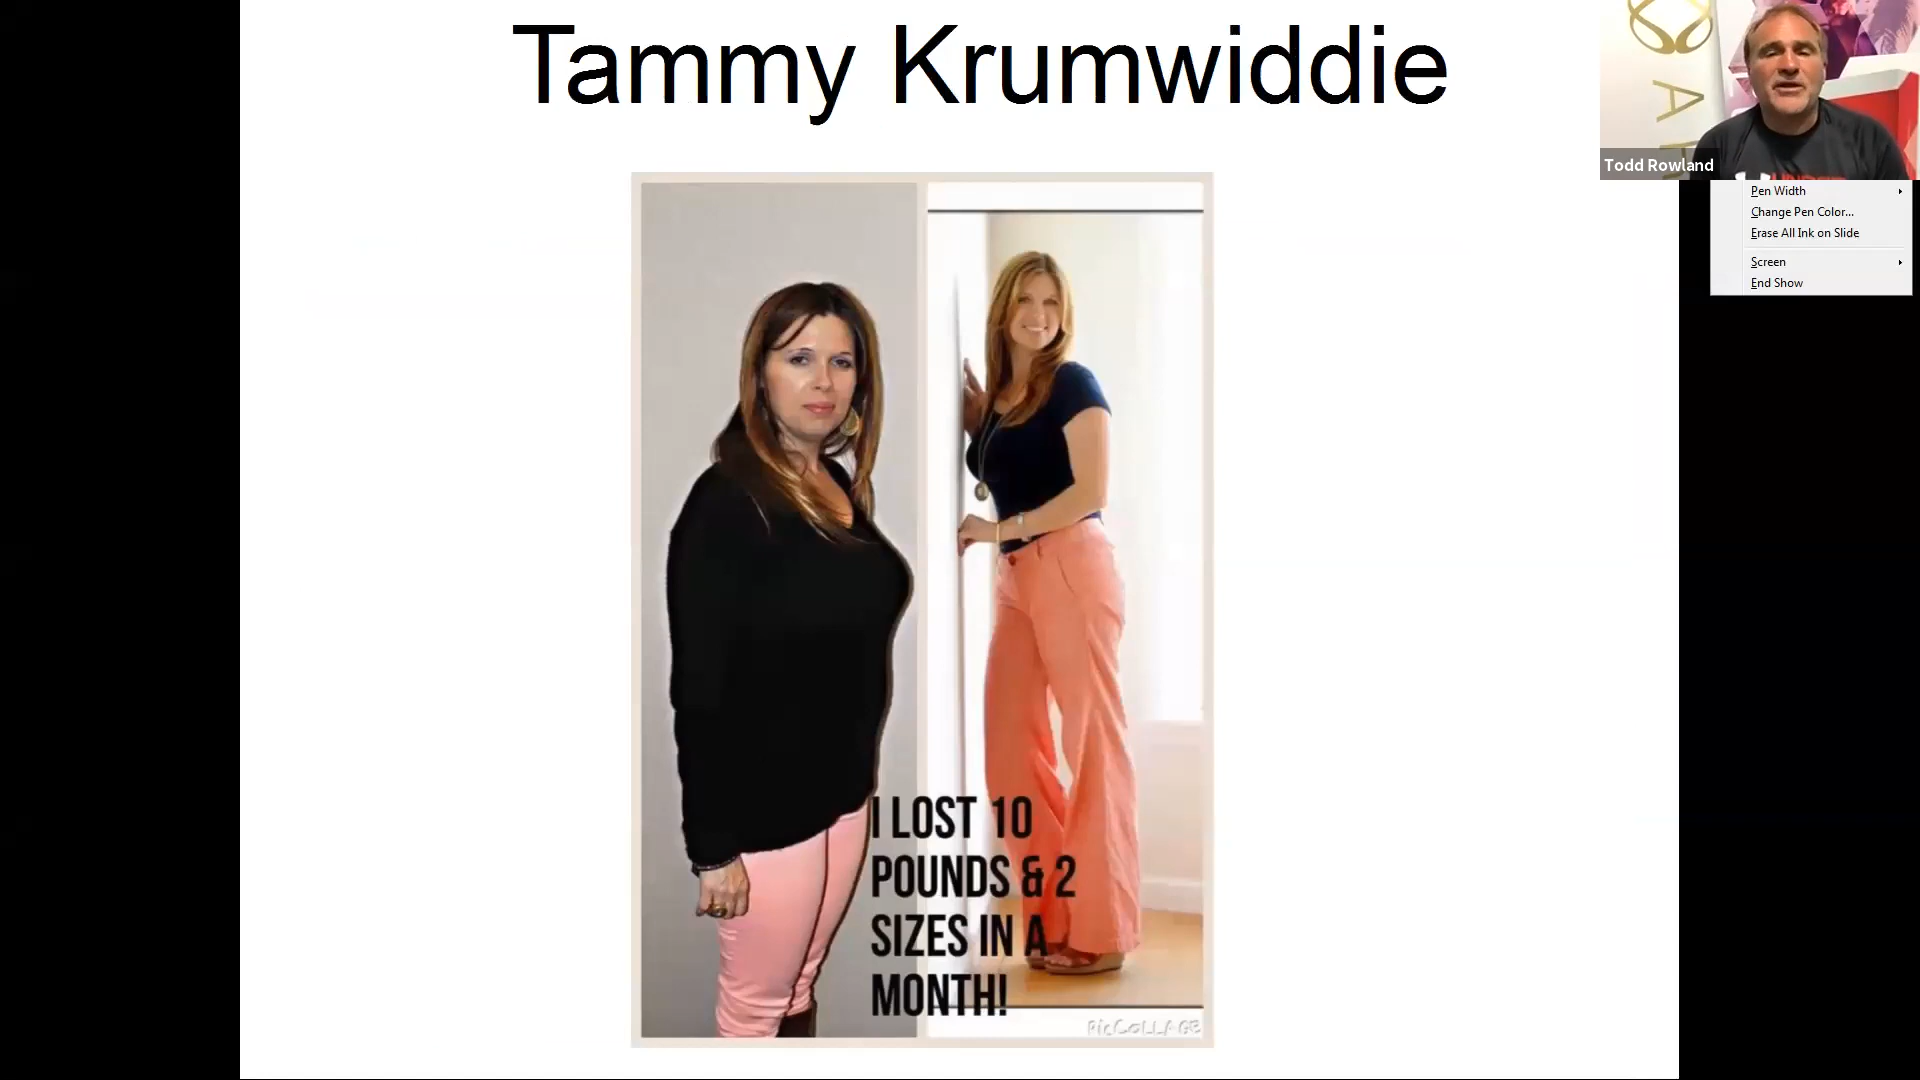 Tammy Krumwiddie
Todd Rowland
Pen Width
Change Pen Color...
Erase All Ink on Slide
Screen
End Show
I LOST 10
POUNDS & 2
SIZES IN A
MONTH!
PicCOLLAGE